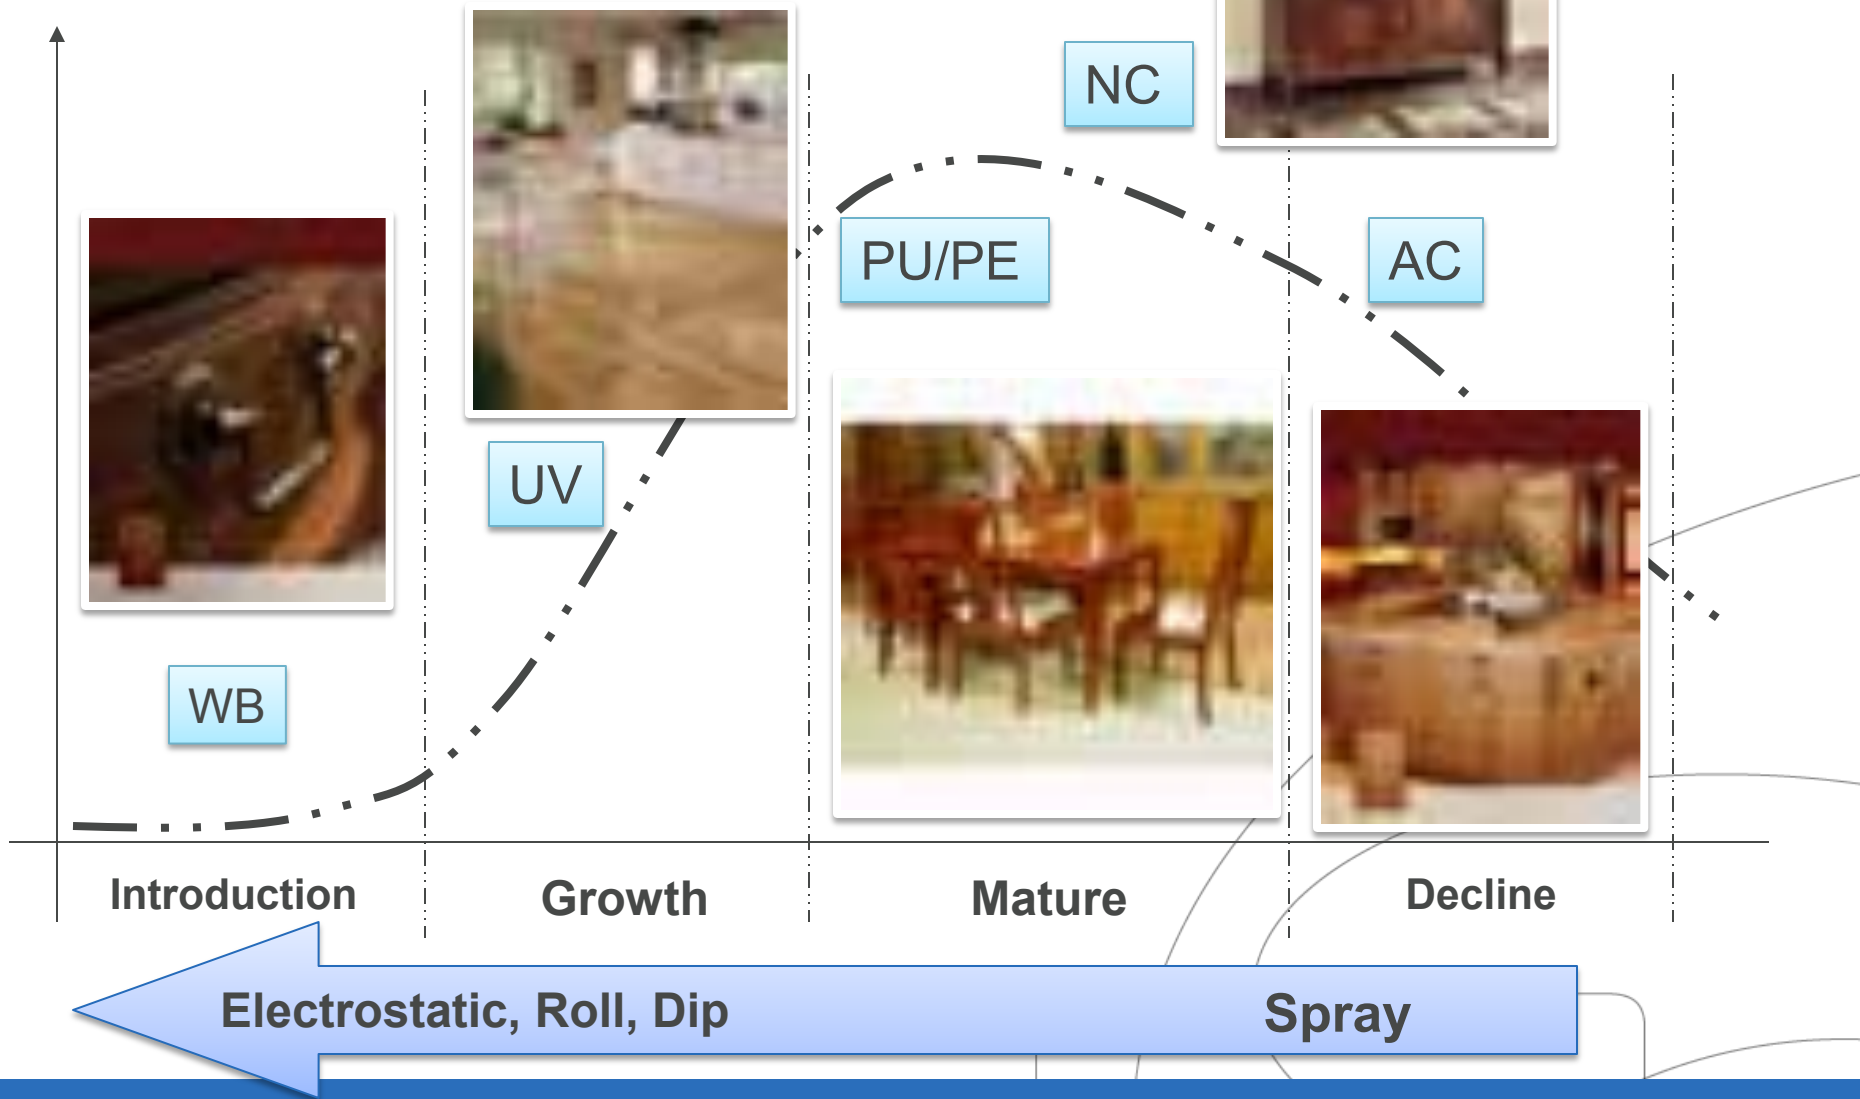 NC
PU/PE
AC
UV
WB
Introduction
Growth
Mature
Decline
Electrostatic, Roll, Dip
Spray